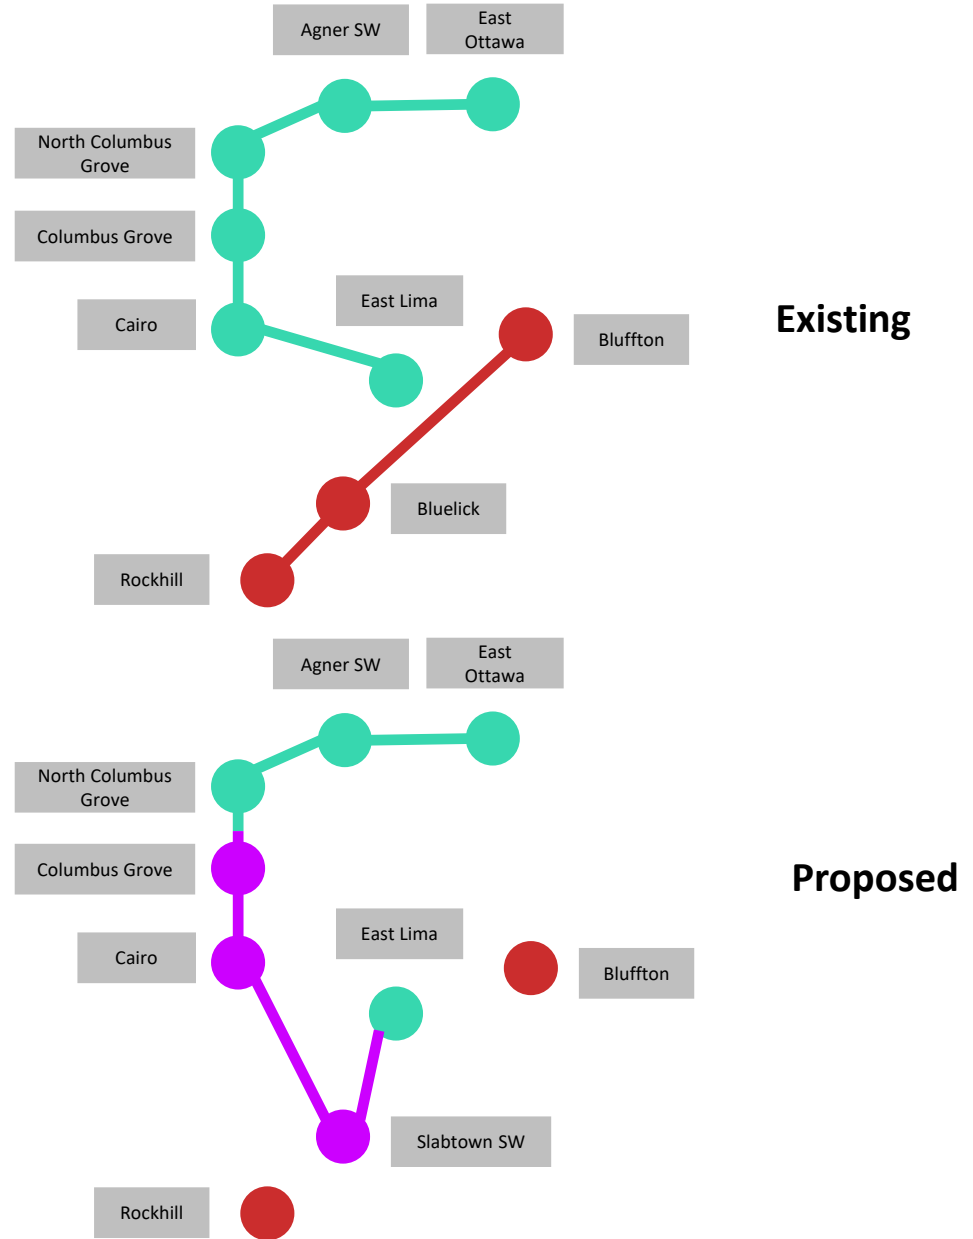 Agner SW
East
Ottawa
North Columbus
Grove
Columbus Grove
East Lima
Cairo
Existing
Bluffton
Bluelick
Rockhill
Agner SW
East
Ottawa
North Columbus
Grove
Columbus Grove
Proposed
East Lima
Cairo
Bluffton
Slabtown SW
Rockhill